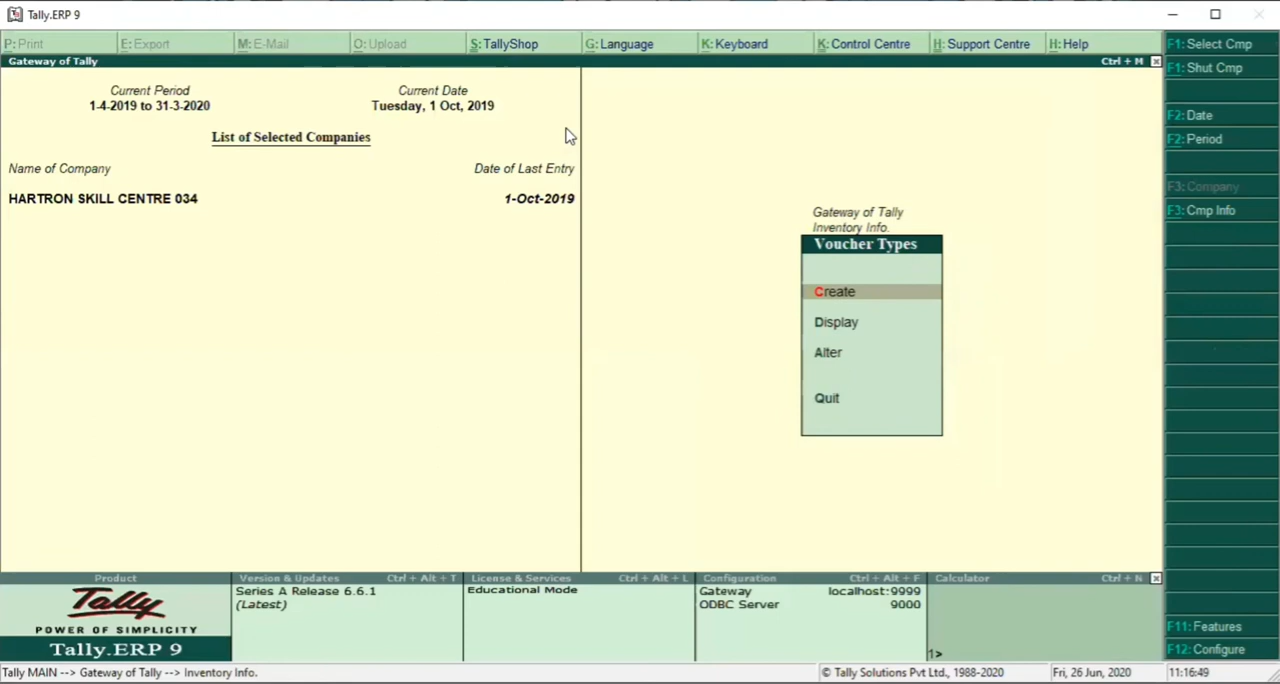 Tally.ERP 9
P: Print E: Export M: E-Mail O: Upload S: TallyShop G: Language K: Keyboard K: Control Centre H: Support Centre H: Help
Gateway of Tally Ctrl + M
Current Period Current Date
1-4-2019 to 31-3-2020 Tuesday, 1 Oct, 2019
List of Selected Companies
Name of Company Date of Last Entry
HARTRON SKILL CENTRE 034 1-Oct-2019
Gateway of Tally
Inventory Info.
Voucher Types
Create
Display
Alter
Quit
F1: Select Cmp
F1: Shut Cmp
F2: Date
F2: Period
F3: Company
F3: Cmp Info
F11: Features
F12: Configure
Product
Tally
POWER OF SIMPLICITY
Tally.ERP 9
Version & Updates Ctrl + Alt + T
Series A Release 6.6.1
(Latest)
License & Services Ctrl + Alt + L
Educational Mode
Configuration Ctrl + Alt + F
Gateway localhost:9999
ODBC Server 9000
Calculator Ctrl + N
1>
Tally MAIN --> Gateway of Tally --> Inventory Info. © Tally Solutions Pvt Ltd., 1988-2020 Fri, 26 Jun, 2020 11:16:49